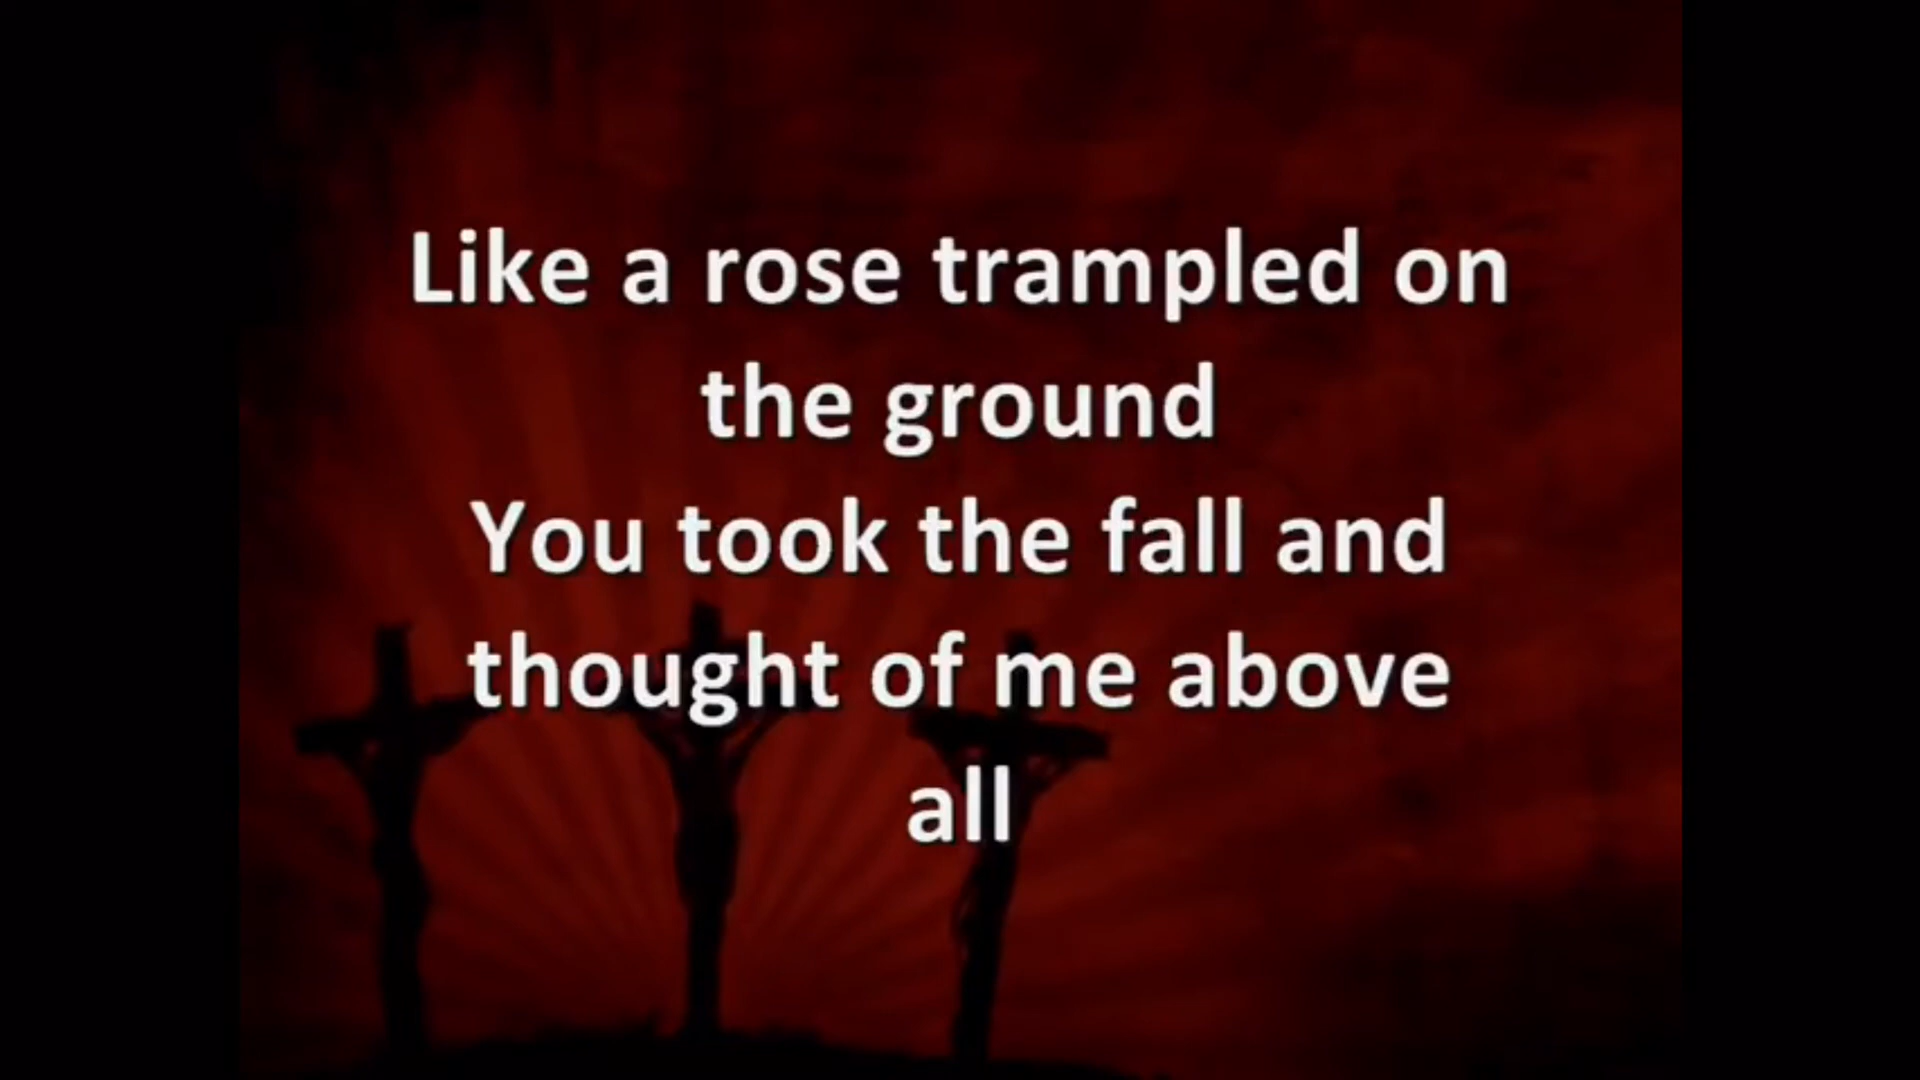 Like a rose trampled on
the ground
You took the fall and
thought of me above
all